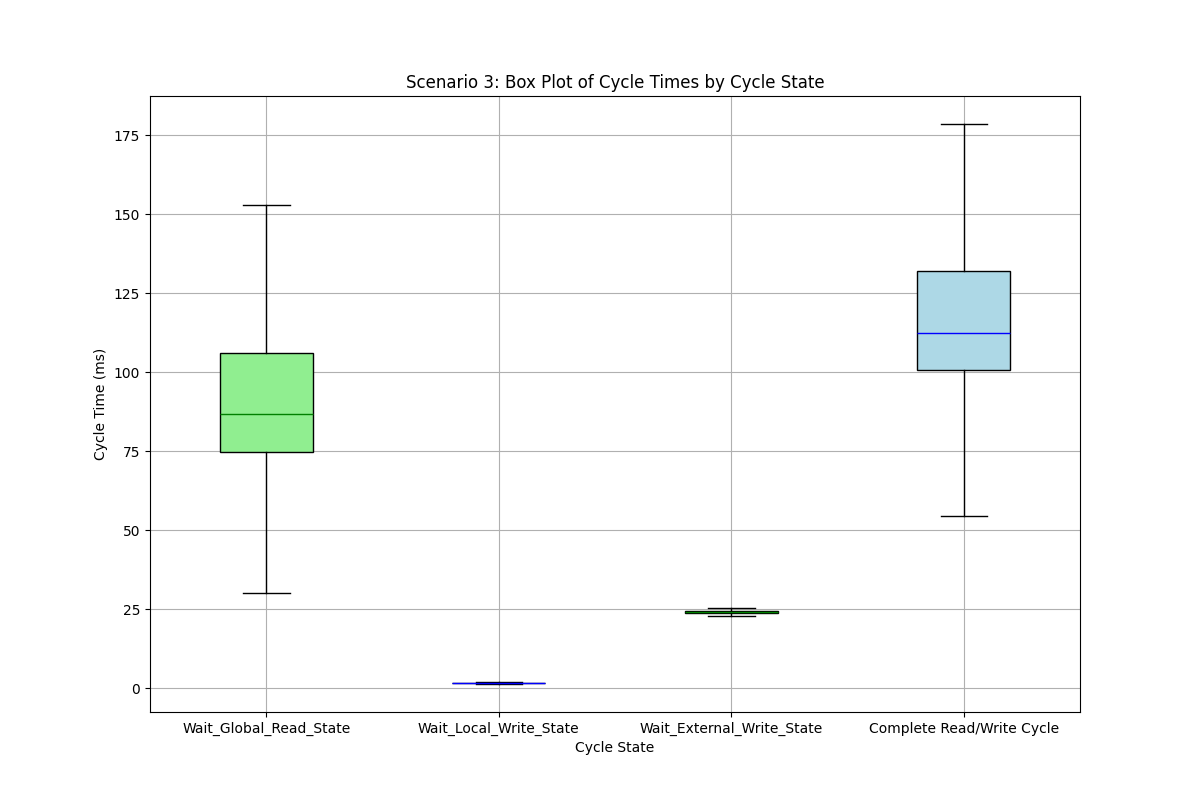 Scenario 3: Box Plot of Cycle Times by Cycle State
Cycle Time (ms)
175
150
125
100
75
50
25
0
Wait_Global_Read_State Wait_Local_Write_State Wait_External_Write_State Complete Read/Write Cycle
Cycle State